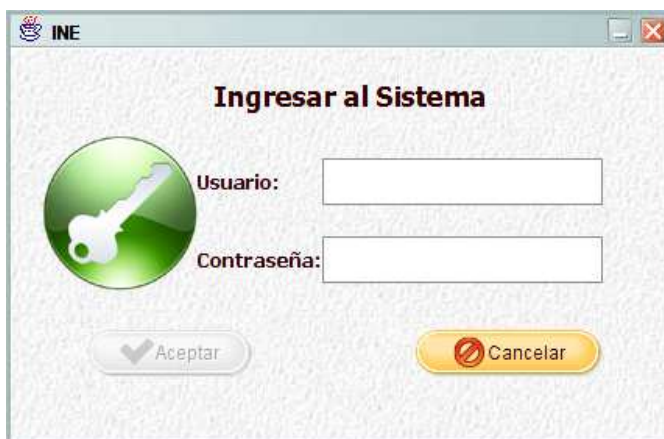 INE
Ingresar al Sistema
Usuario:
Contraseña:
Aceptar
Cancelar